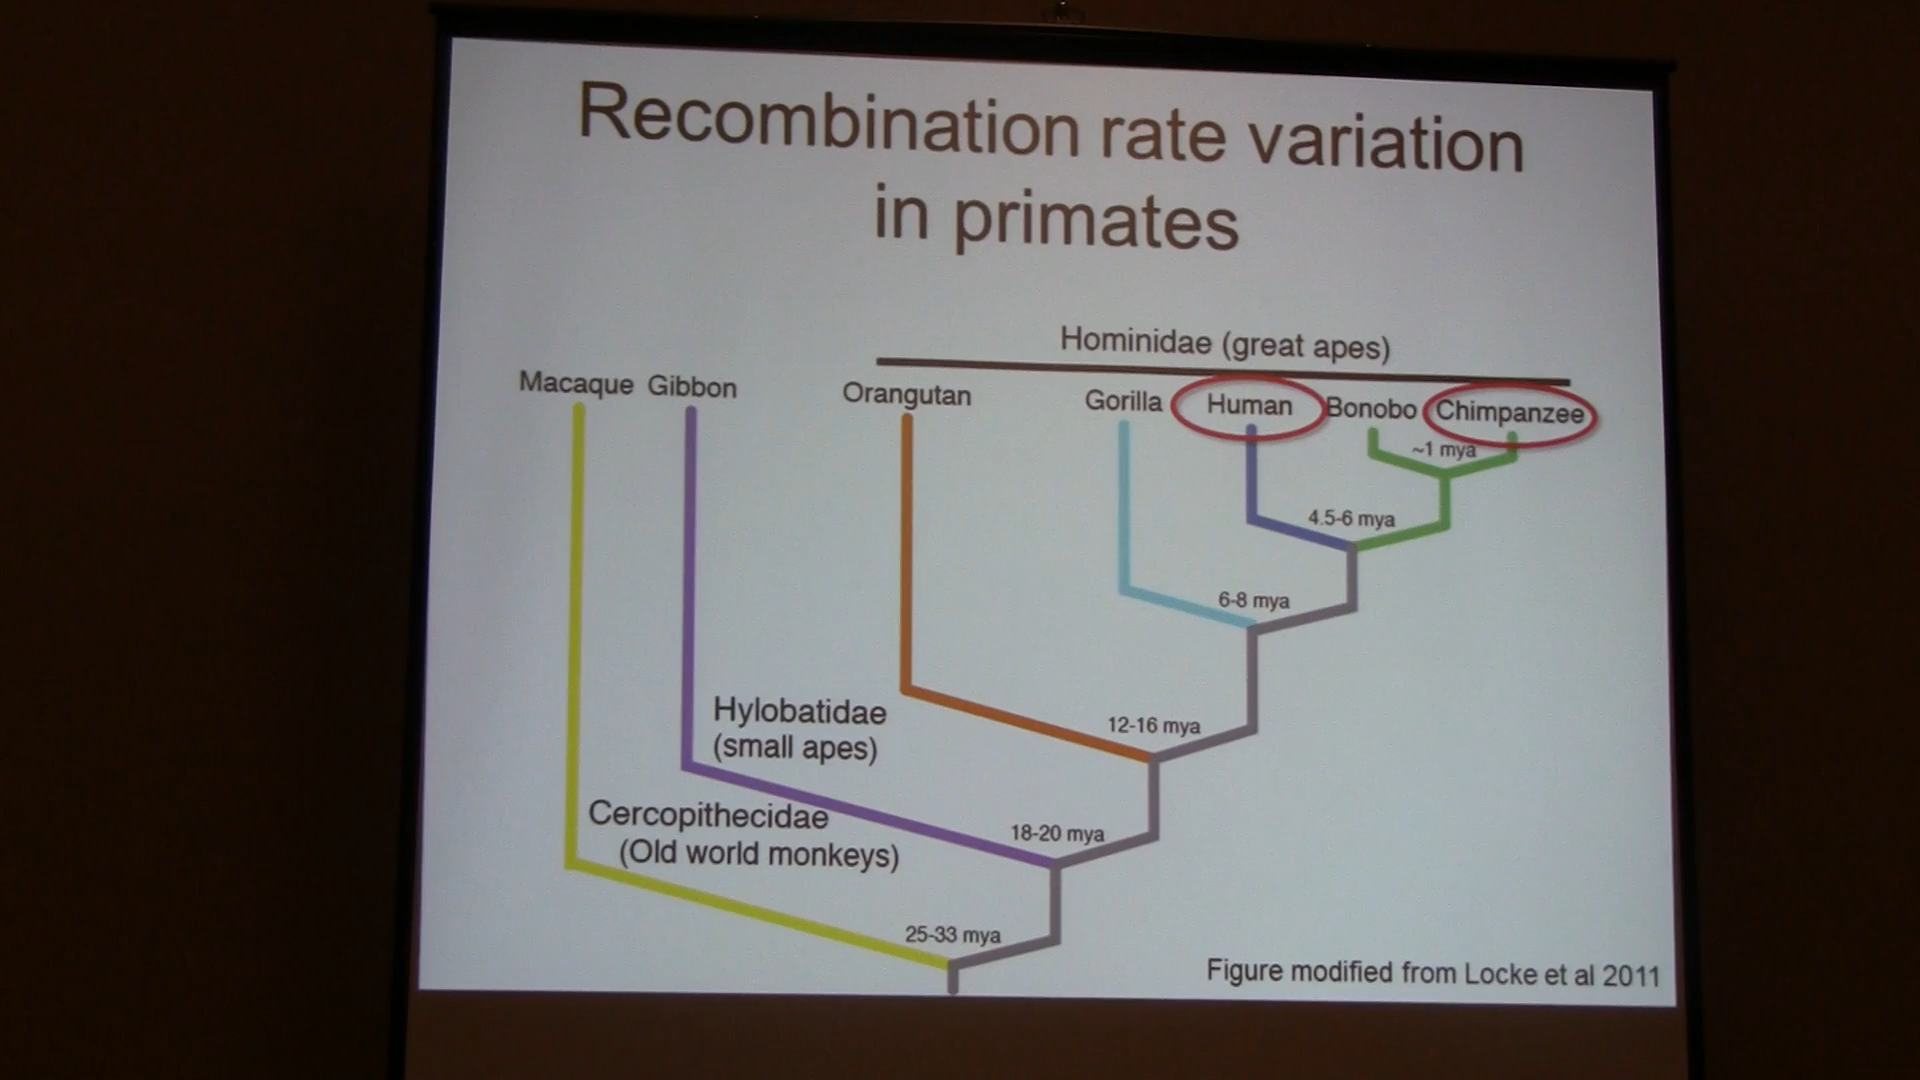 Recombination rate variation
in primates
Hominidae (great apes)
Macaque Gibbon Orangutan Gorilla Human Bonobo Chimpanzee
~1 mya
4.5-6 mya
6-8 mya
Hylobatidae
(small apes)
12-16 mya
Cercopithecidae
(Old world monkeys)
18-20 mya
25-33 mya
Figure modified from Locke et al 2011